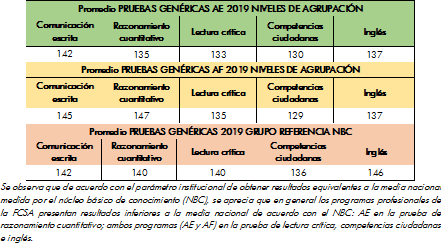 Promedio PRUEBAS GENÉRICAS AE 2019 NIVELES DE AGRUPACIÓN
Comunicación escrita Razonamiento cuantitativo Lectura crítica Competencias ciudadanas Inglés
142 135 133 130 137
Promedio PRUEBAS GENÉRICAS AF 2019 NIVELES DE AGRUPACIÓN
Comunicación escrita Razonamiento cuantitativo Lectura crítica Competencias ciudadanas Inglés
145 147 135 129 137
Promedio PRUEBAS GENÉRICAS 2019 GRUPO REFERENCIA NBC
Comunicación escrita Razonamiento cuantitativo Lectura crítica Competencias ciudadanas Inglés
142 140 140 136 146
Se observa que de acuerdo con el parámetro institucional de obtener resultados equivalentes a la media nacional
medida por el núcleo básico de conocimiento (NBC), se aprecia que en general los programas profesionales de
la FCSA presentan resultados inferiores a la media nacional de acuerdo con el NBC: AE en la prueba de
razonamiento cuantitativo; ambos programas (AE y AF) en la prueba de lectura crítica, competencias ciudadanas
e inglés.